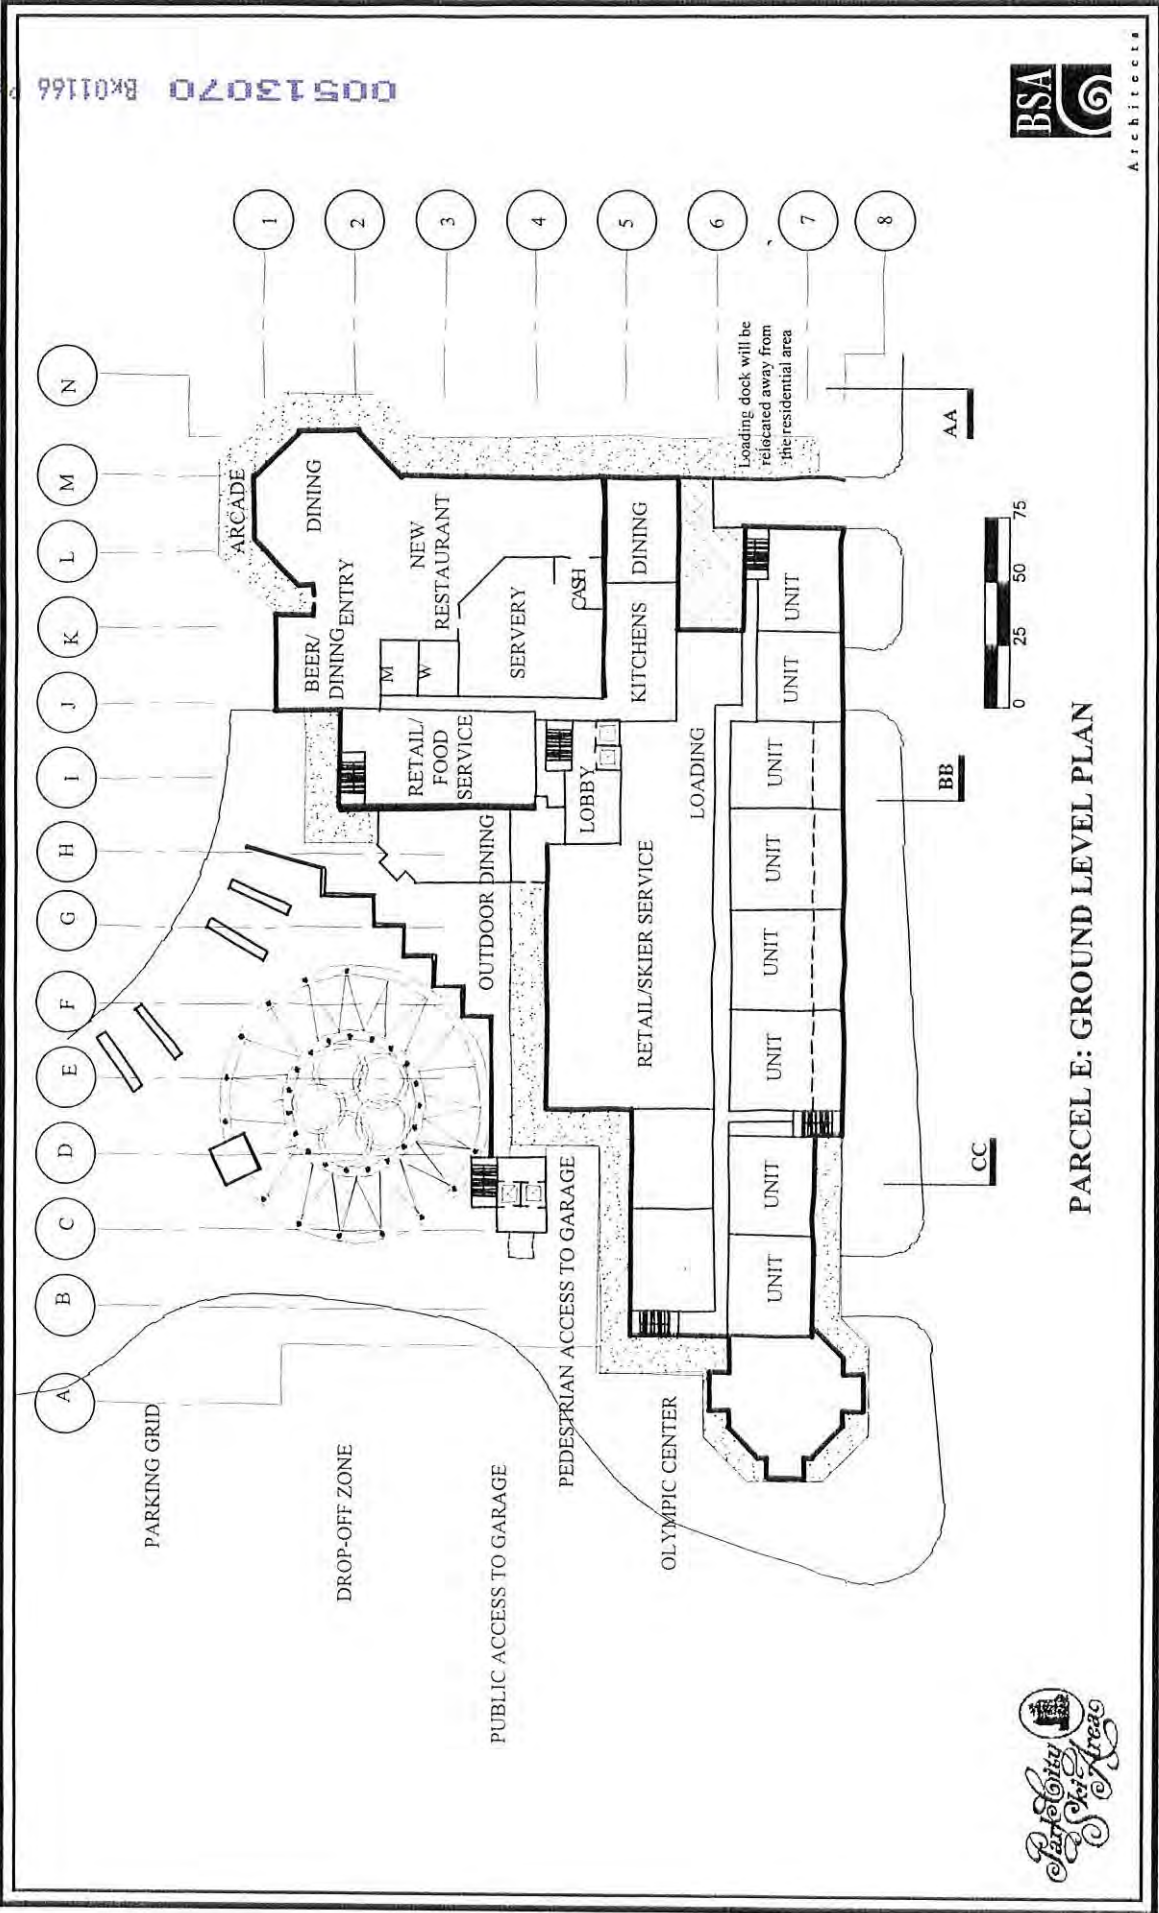 00513070 BK01166 P
BSA
Architects
N
M
L
K
J
I
H
G
F
E
D
C
B
A
1
2
3
4
5
6
7
8
ARCADE
DINING
ENTRY
BEER/
DINING
NEW
RESTAURANT
M
W
SERVERY
CASH
DINING
KITCHENS
Loading dock will be
relocated away from
the residential area
RETAIL/
FOOD
SERVICE
LOBBY
LOADING
OUTDOOR DINING
RETAIL/SKIER SERVICE
UNIT
UNIT
UNIT
UNIT
UNIT
UNIT
UNIT
UNIT
PARKING GRID
DROP-OFF ZONE
PUBLIC ACCESS TO GARAGE
PEDESTRIAN ACCESS TO GARAGE
OLYMPIC CENTER
AA
BB
CC
0 25 50 75
PARCEL E: GROUND LEVEL PLAN
Park City
Ski Area